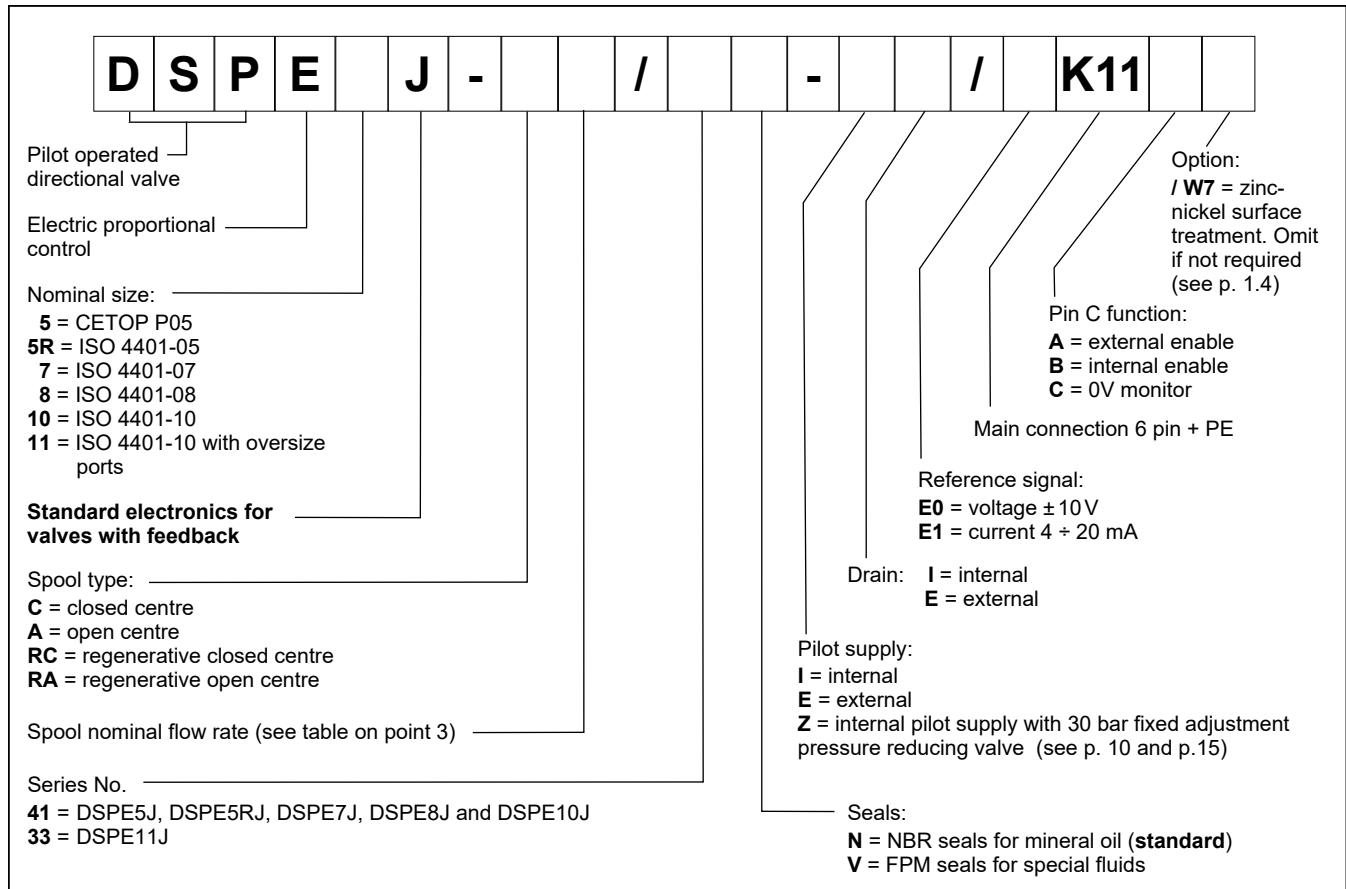 D S P E J - / - / K11
Pilot operated
directional valve
Electric proportional
control
Nominal size:
5 = CETOP P05
5R = ISO 4401-05
7 = ISO 4401-07
8 = ISO 4401-08
10 = ISO 4401-10
11 = ISO 4401-10 with oversize
ports
Standard electronics for
valves with feedback
Spool type:
C = closed centre
A = open centre
RC = regenerative closed centre
RA = regenerative open centre
Spool nominal flow rate (see table on point 3)
Series No.
41 = DSPE5J, DSPE5RJ, DSPE7J, DSPE8J and DSPE10J
33 = DSPE11J
Option:
/ W7 = zinc-
nickel surface
treatment. Omit
if not required
(see p. 1.4)
Pin C function:
A = external enable
B = internal enable
C = 0V monitor
Main connection 6 pin + PE
Reference signal:
E0 = voltage ±10V
E1 = current 4 ÷ 20 mA
Drain: I = internal
E = external
Pilot supply:
I = internal
E = external
Z = internal pilot supply with 30 bar fixed adjustment
pressure reducing valve (see p. 10 and p.15)
Seals:
N = NBR seals for mineral oil (standard)
V = FPM seals for special fluids